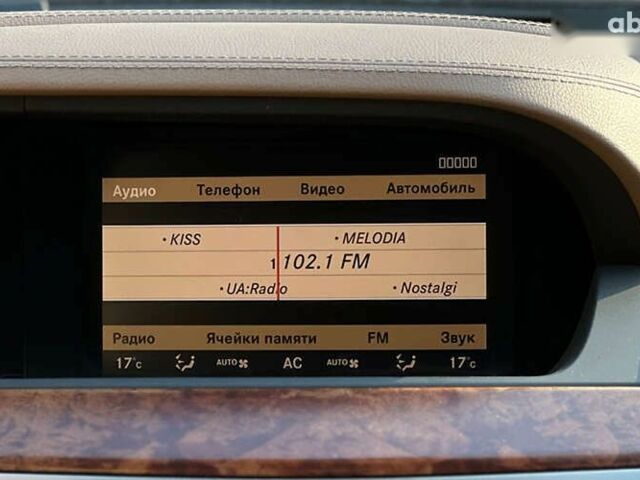 ab
▯▯▯▯▯
Аудио Телефон Видео Автомобиль
• KISS • MELODIA
1 102.1 FM
• UA:Radio • Nostalgi
Радио Ячейки памяти FM Звук
17°C AUTO AC AUTO 17°C